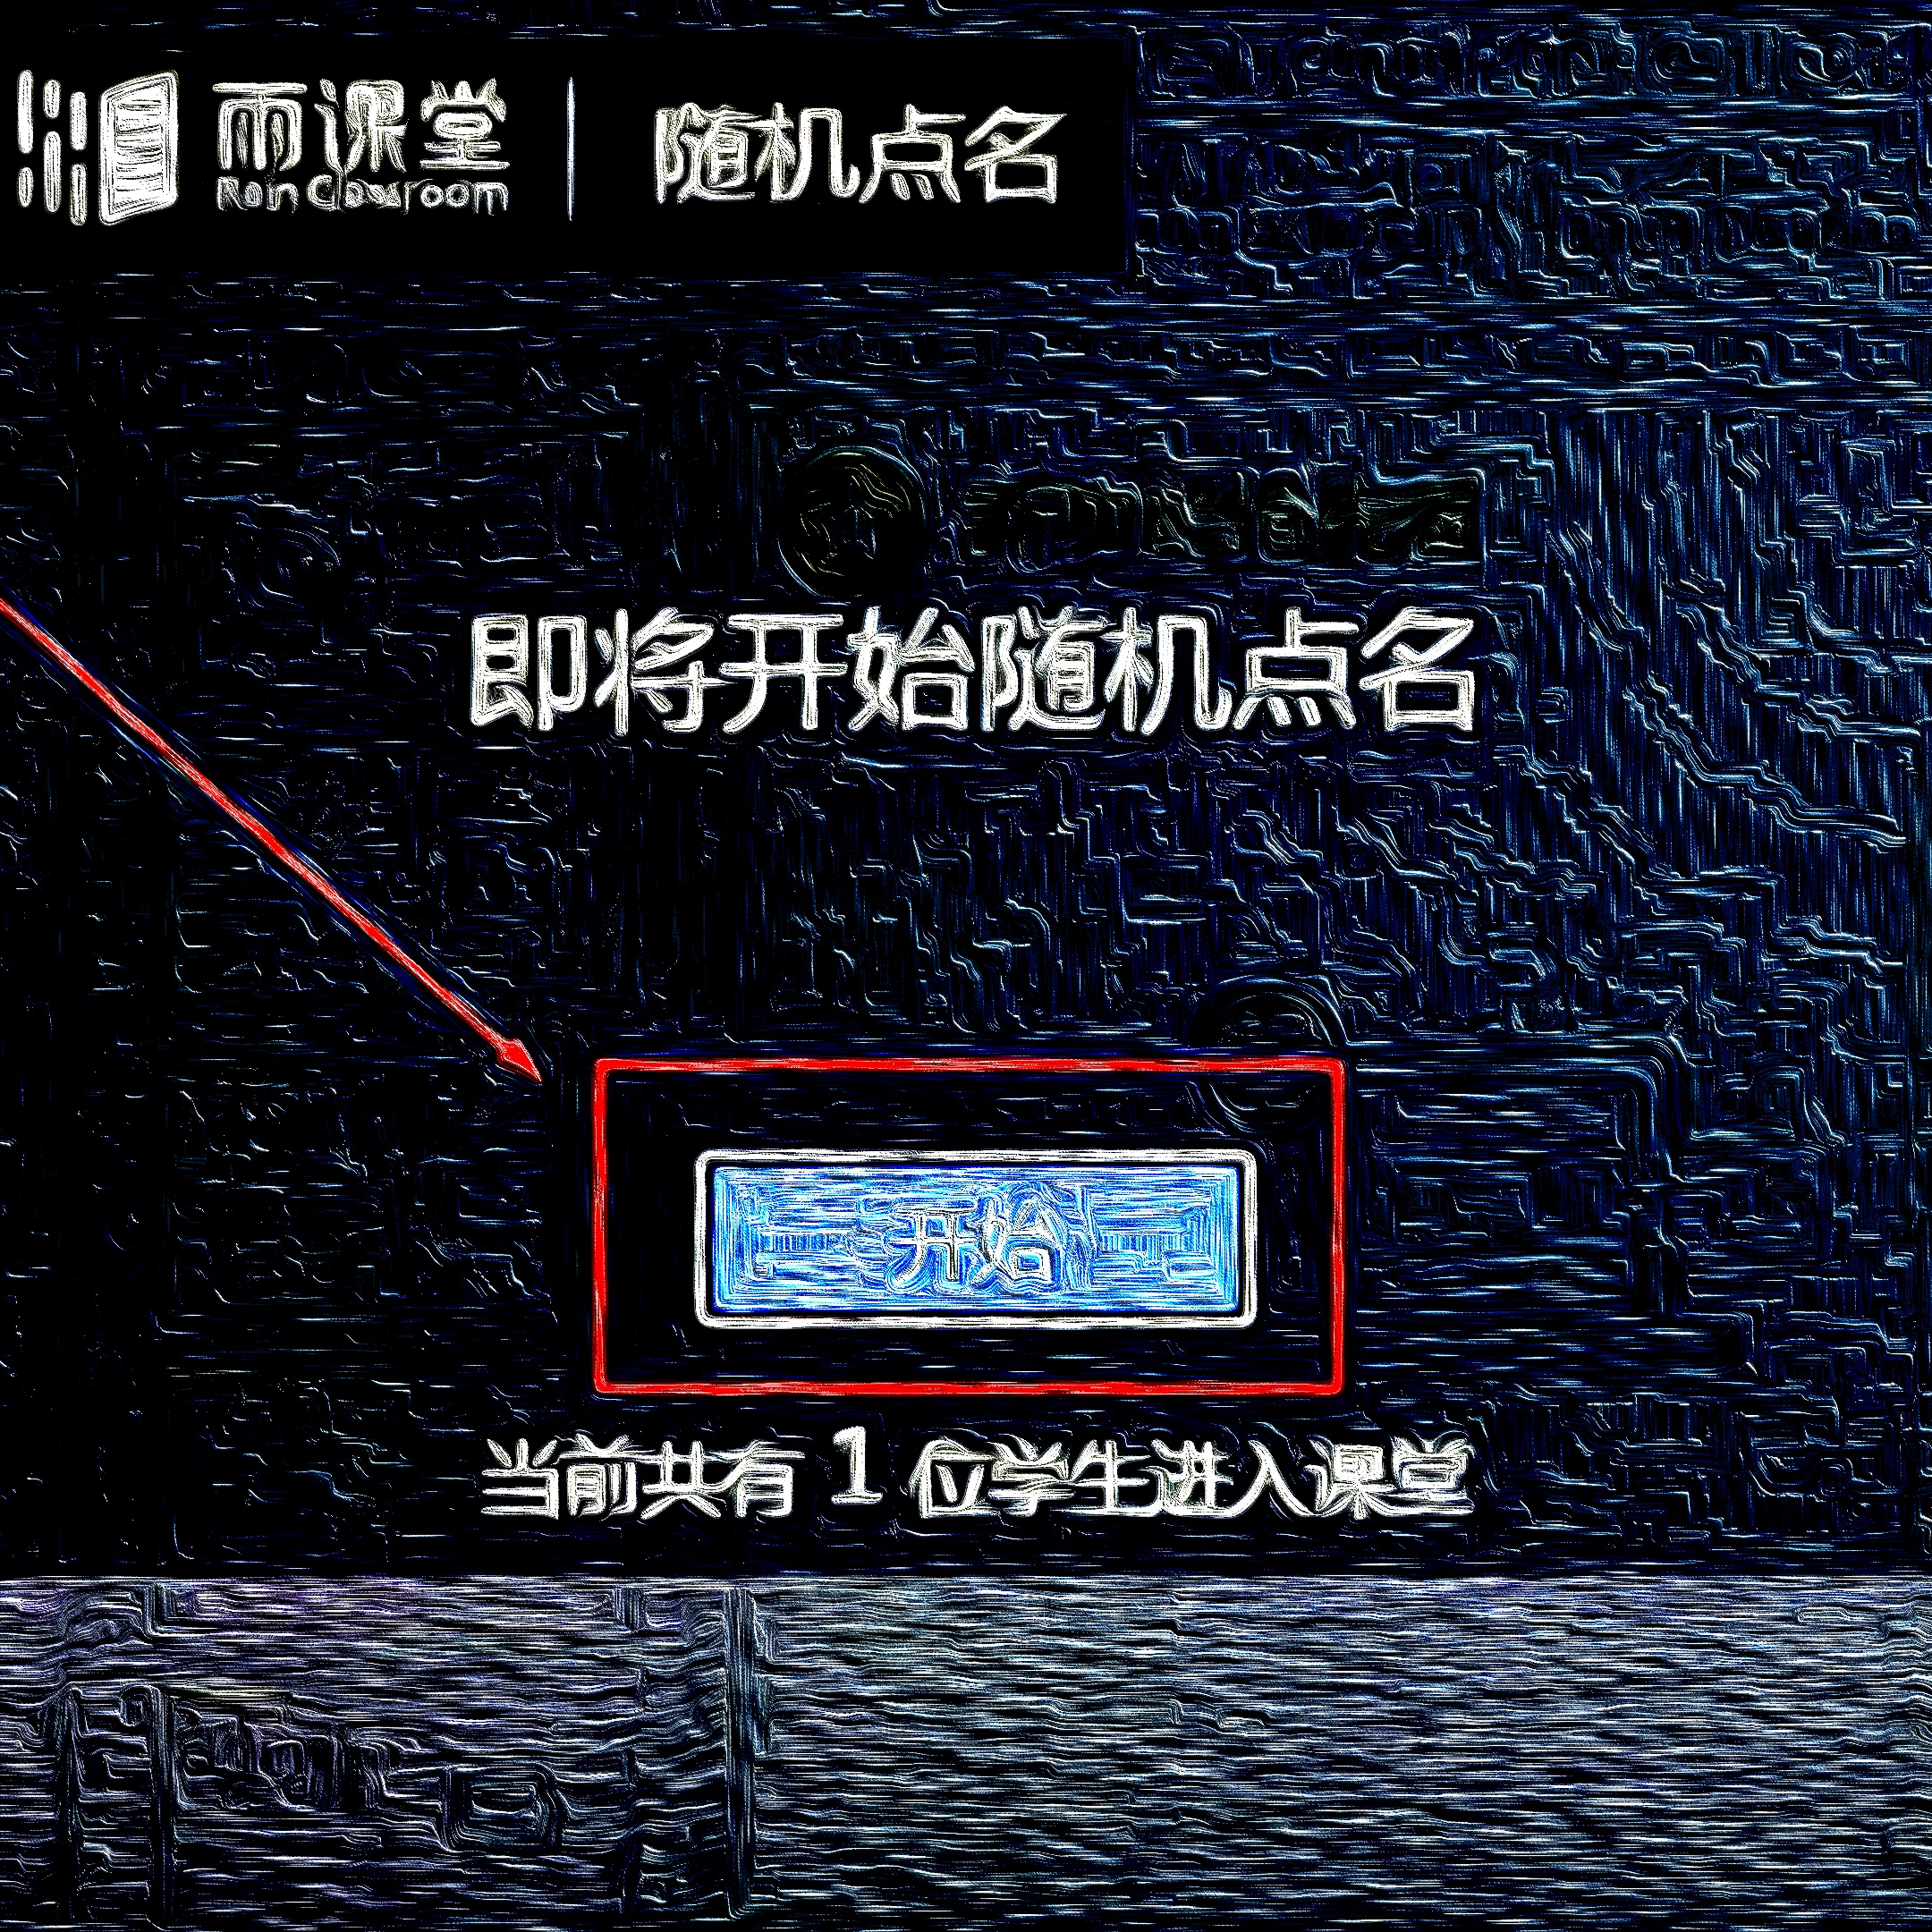 雨课堂
Rain Classroom
随机点名
即将开始随机点名
开始
当前共有 1 位学生进入课堂